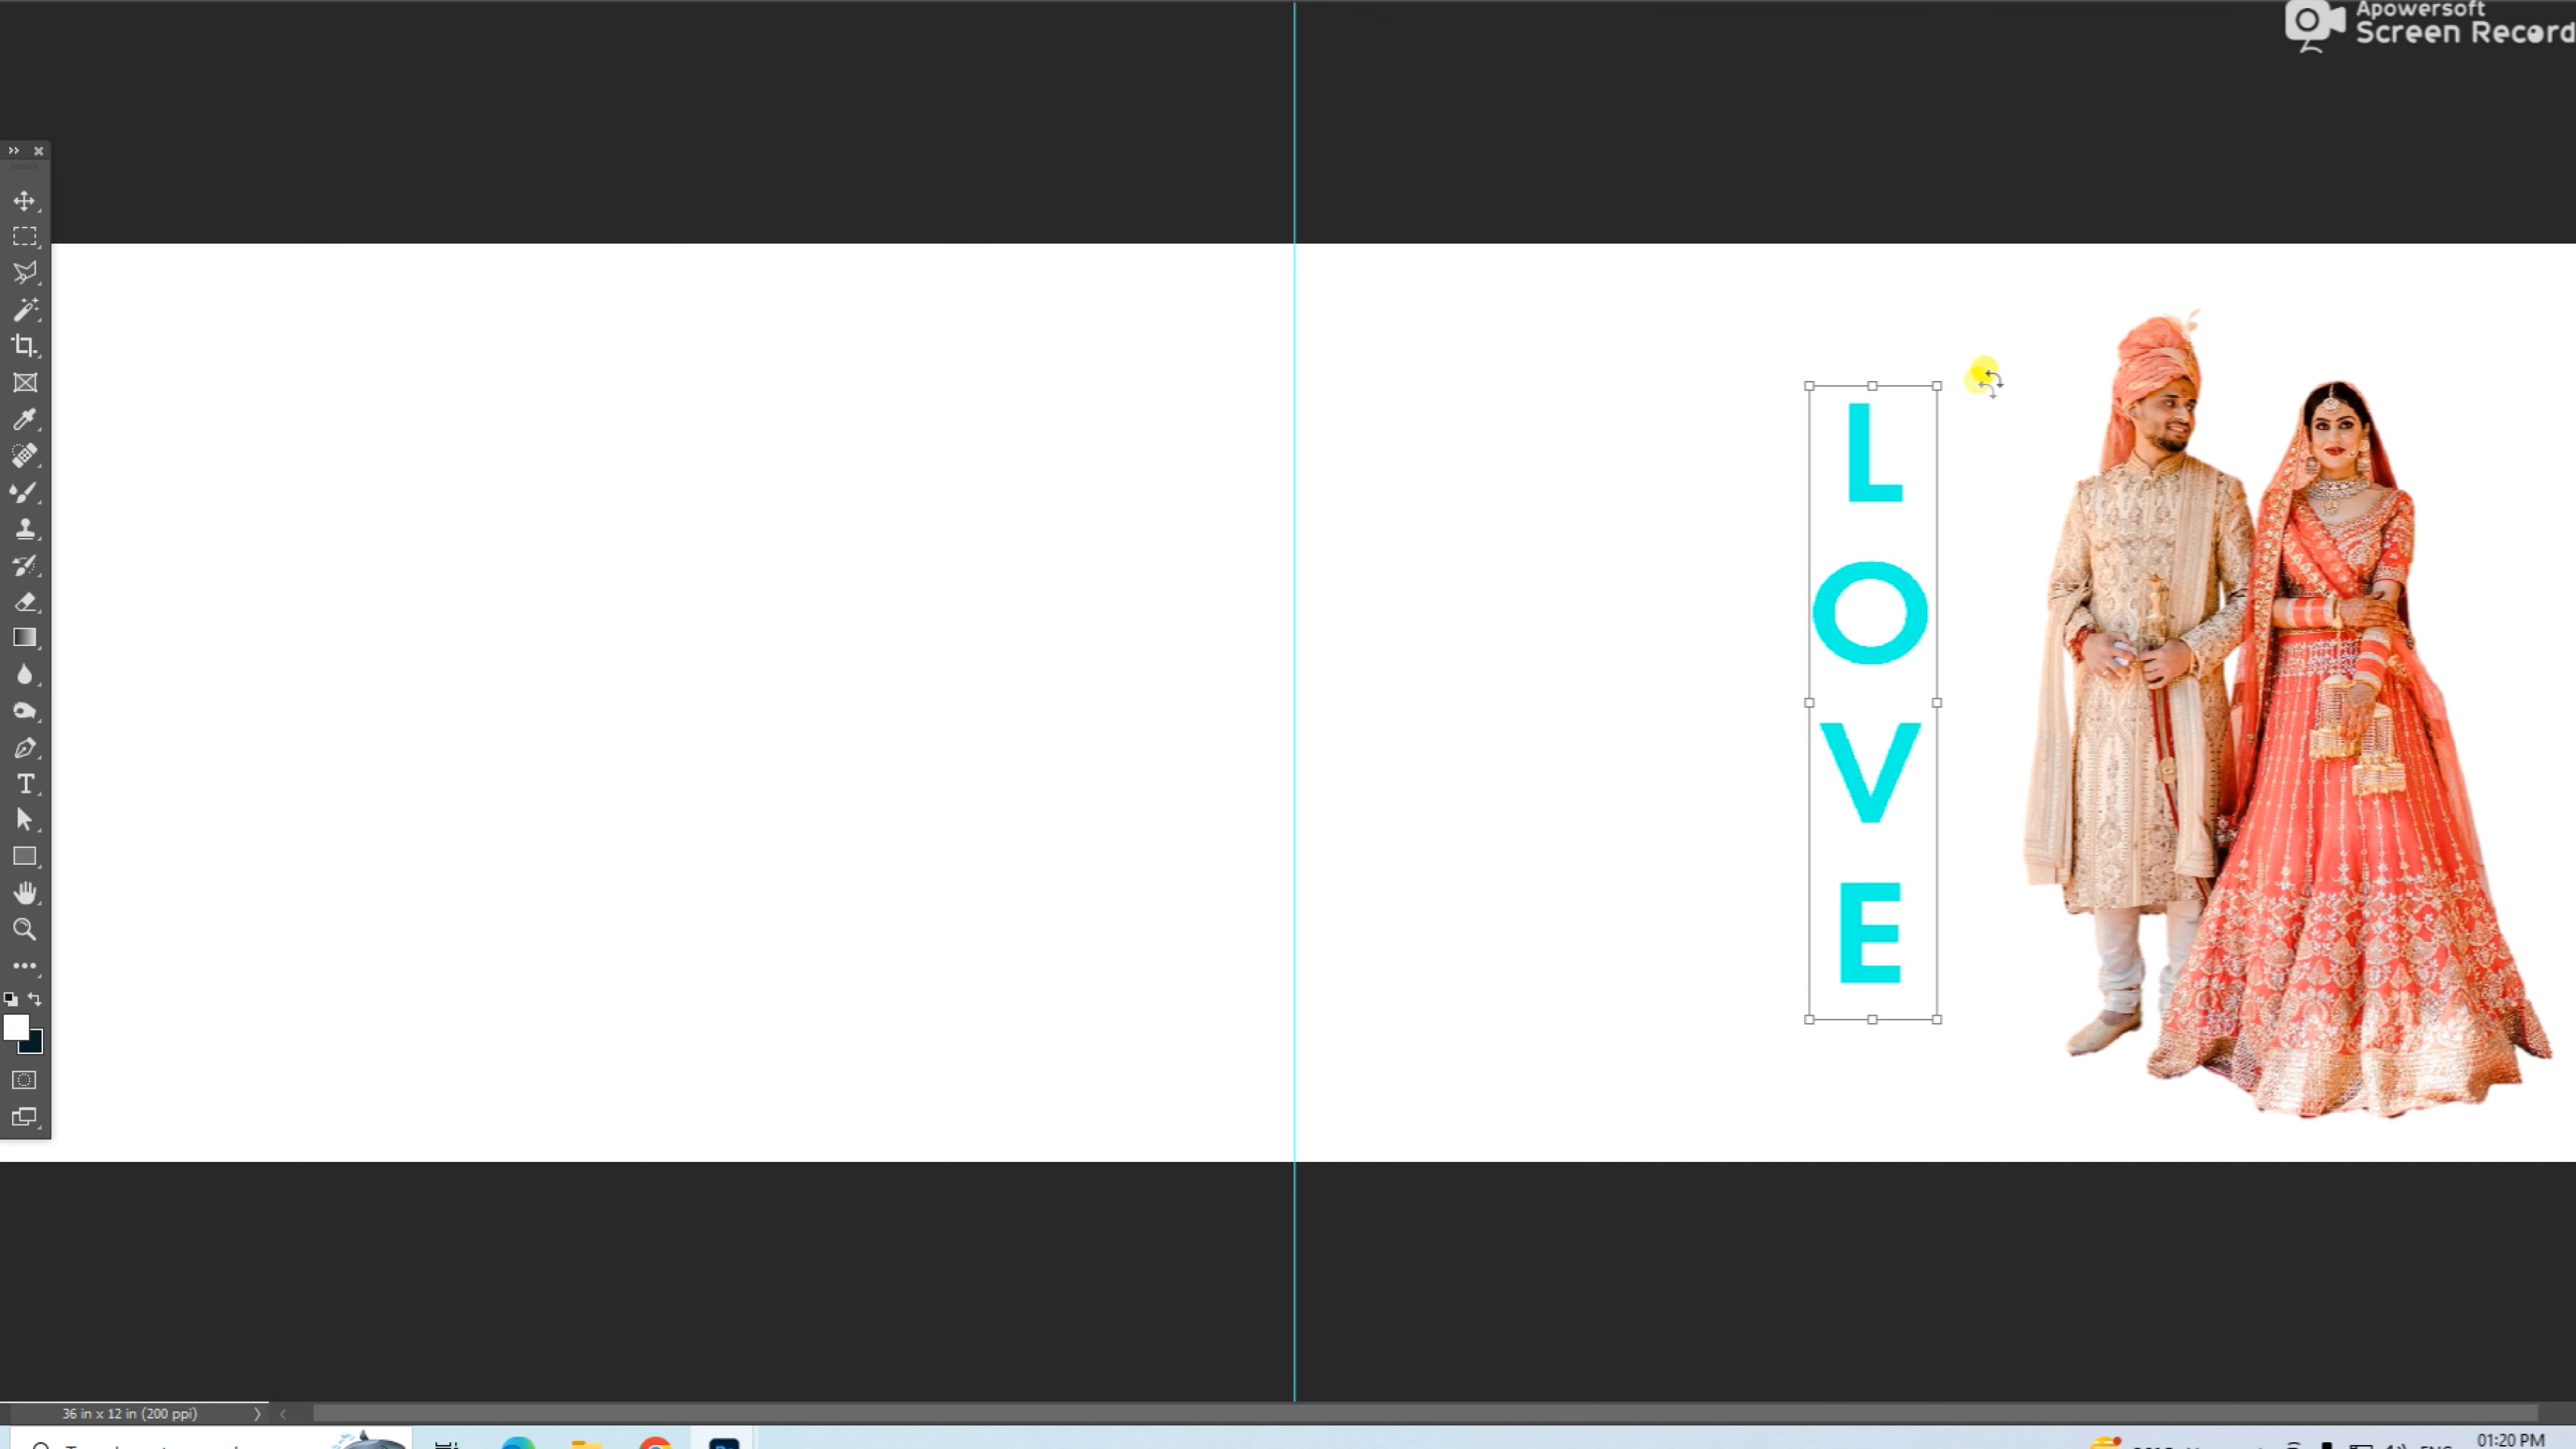 Apowersoft
Screen Record
L
O
V
E
T
36 in x 12 in (200 ppi)
01:20 PM